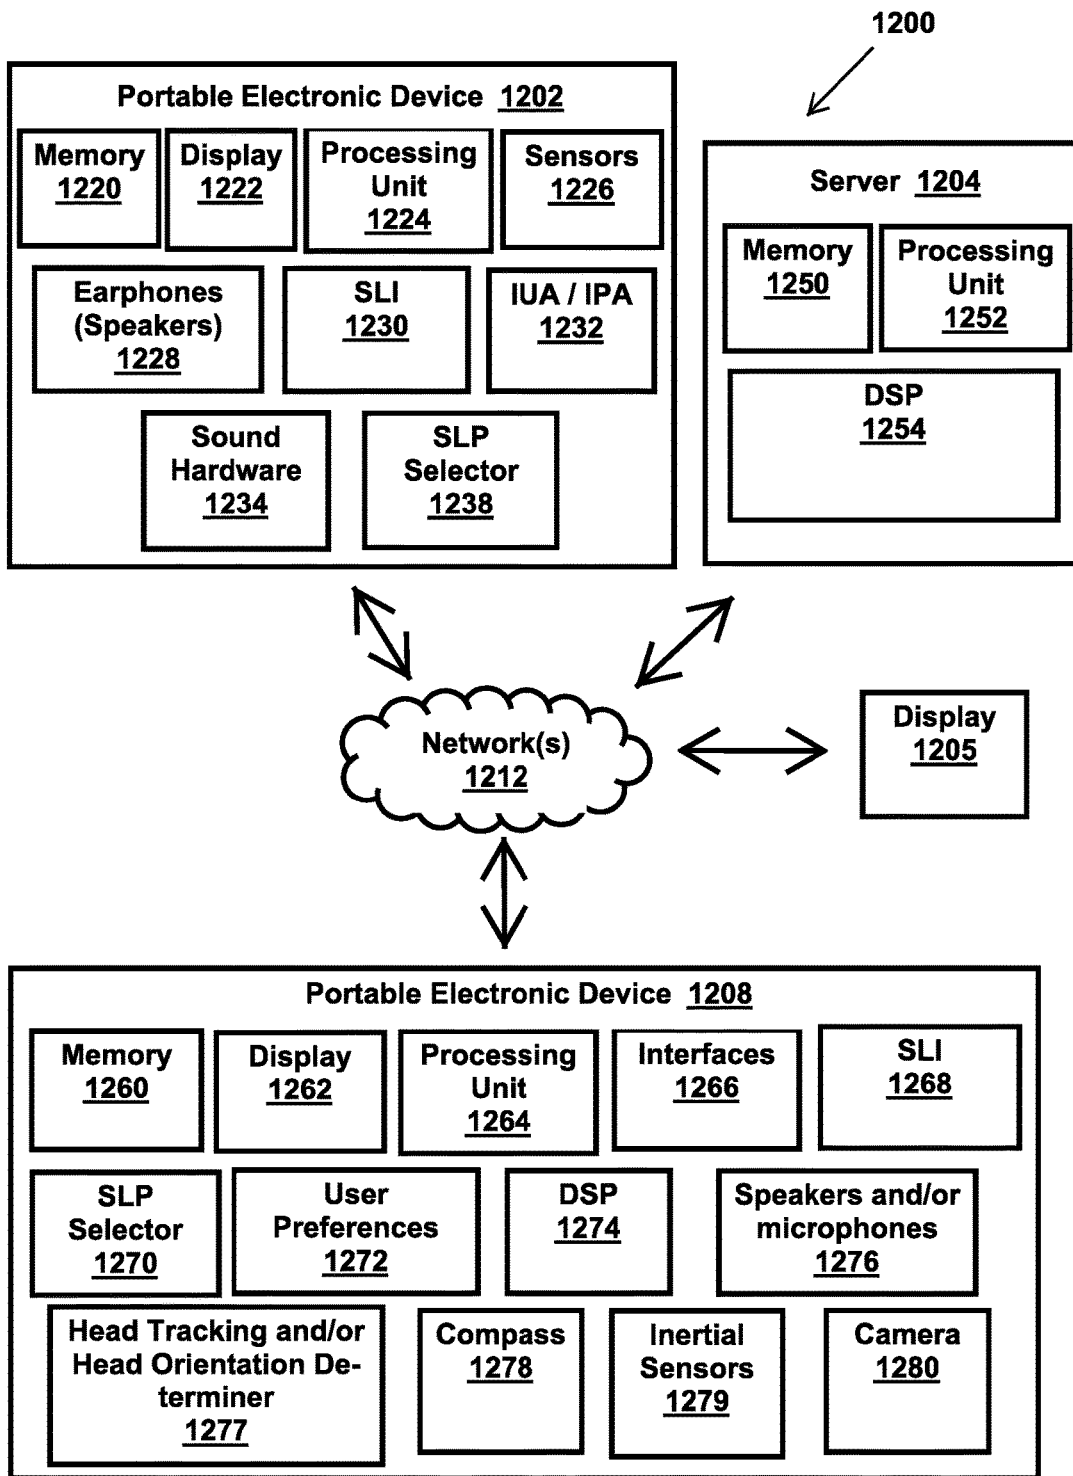 1200
Portable Electronic Device 1202
Memory
1220
Display
1222
Processing
Unit
1224
Sensors
1226
Earphones
(Speakers)
1228
SLI
1230
IUA / IPA
1232
Sound
Hardware
1234
SLP
Selector
1238
Server 1204
Memory
1250
Processing
Unit
1252
DSP
1254
Network(s)
1212
Display
1205
Portable Electronic Device 1208
Memory
1260
Display
1262
Processing
Unit
1264
Interfaces
1266
SLI
1268
SLP
Selector
1270
User
Preferences
1272
DSP
1274
Speakers and/or
microphones
1276
Head Tracking and/or
Head Orientation De-
terminer
1277
Compass
1278
Inertial
Sensors
1279
Camera
1280